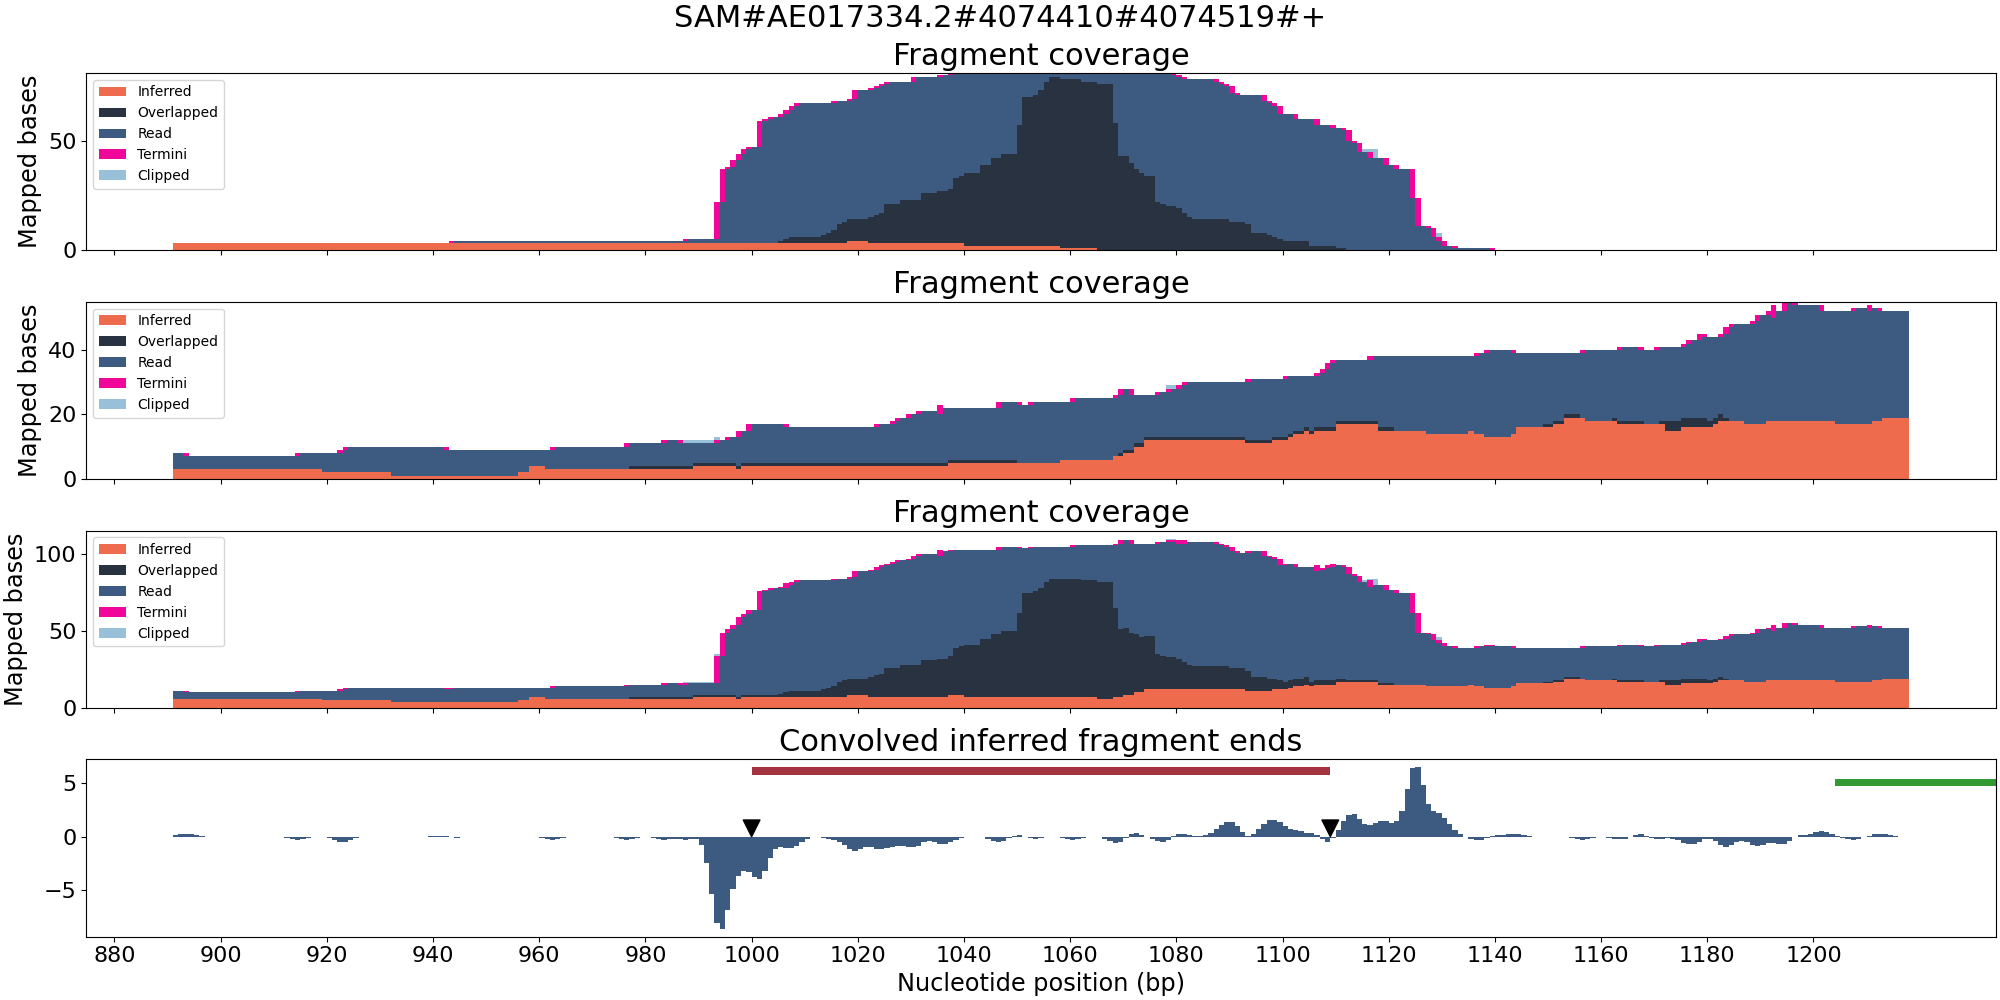 SAM#AE017334.2#4074410#4074519#+
Fragment coverage
Mapped bases
50
0
Inferred
Overlapped
Read
Termini
Clipped
Fragment coverage
Mapped bases
40
20
0
Inferred
Overlapped
Read
Termini
Clipped
Fragment coverage
Mapped bases
100
50
0
Inferred
Overlapped
Read
Termini
Clipped
Convolved inferred fragment ends
5
0
−5
880 900 920 940 960 980 1000 1020 1040 1060 1080 1100 1120 1140 1160 1180 1200
Nucleotide position (bp)